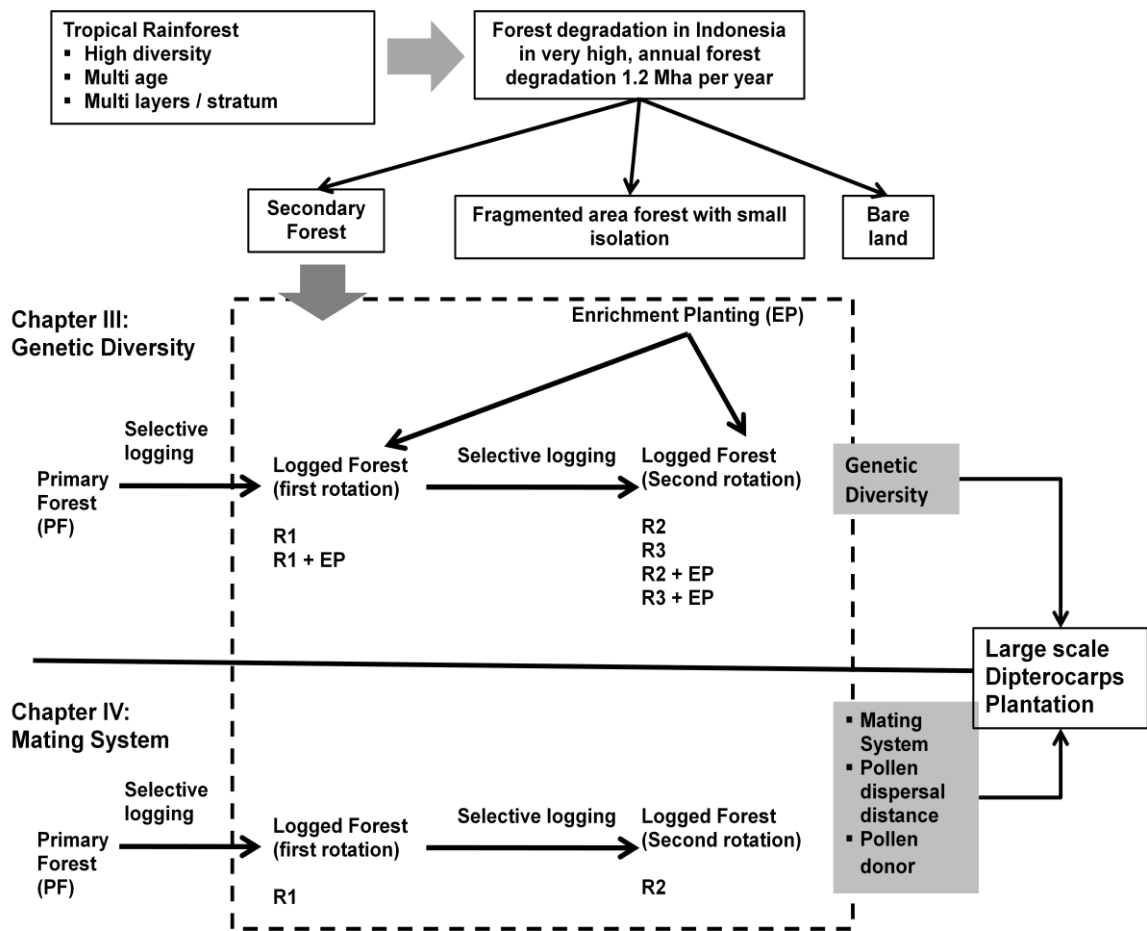 Tropical Rainforest
▪ High diversity
▪ Multi age
▪ Multi layers / stratum
Forest degradation in Indonesia
in very high, annual forest
degradation 1.2 Mha per year
Secondary
Forest
Fragmented area forest with small
isolation
Bare
land
Chapter III:
Genetic Diversity
Enrichment Planting (EP)
Selective
logging
Primary
Forest
(PF)
Logged Forest
(first rotation)
R1
R1 + EP
Selective logging
Logged Forest
(Second rotation)
R2
R3
R2 + EP
R3 + EP
Genetic
Diversity
Large scale
Dipterocarps
Plantation
Chapter IV:
Mating System
Selective
logging
Primary
Forest
(PF)
Logged Forest
(first rotation)
R1
Selective logging
Logged Forest
(Second rotation)
R2
▪ Mating
System
▪ Pollen
dispersal
distance
▪ Pollen
donor